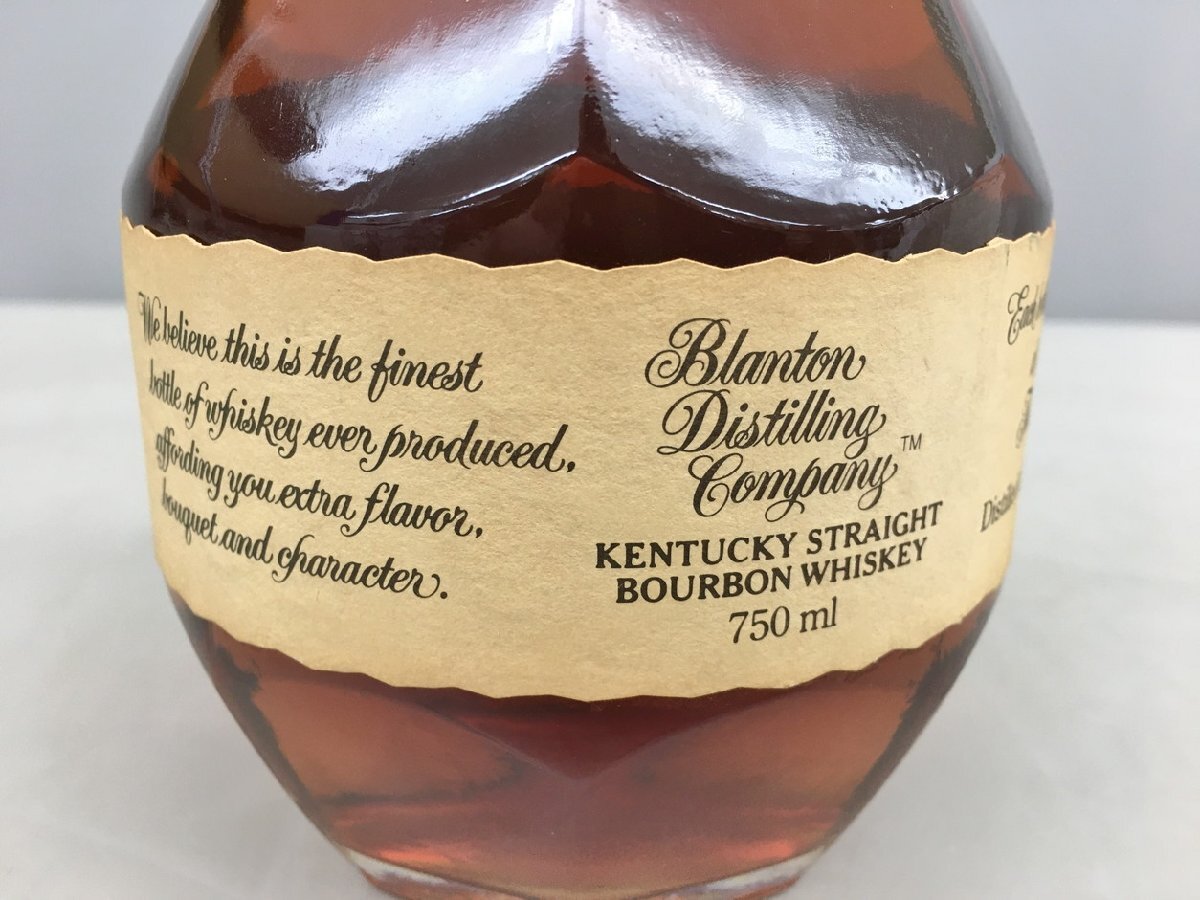 We believe this is the finest
bottle of whiskey ever produced,
affording you extra flavor,
bouquet and character.
Blanton
Distilling
Company™
KENTUCKY STRAIGHT
BOURBON WHISKEY
750 ml